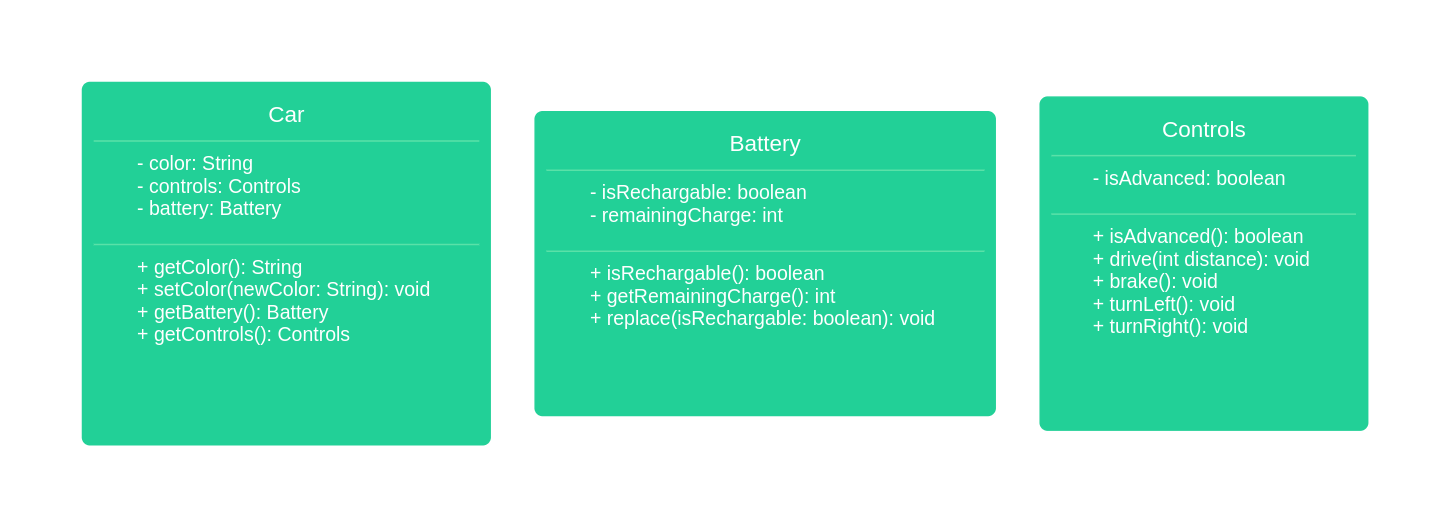 Car
- color: String
- controls: Controls
- battery: Battery
+ getColor(): String
+ setColor(newColor: String): void
+ getBattery(): Battery
+ getControls(): Controls
Battery
- isRechargable: boolean
- remainingCharge: int
+ isRechargable(): boolean
+ getRemainingCharge(): int
+ replace(isRechargable: boolean): void
Controls
- isAdvanced: boolean
+ isAdvanced(): boolean
+ drive(int distance): void
+ brake(): void
+ turnLeft(): void
+ turnRight(): void